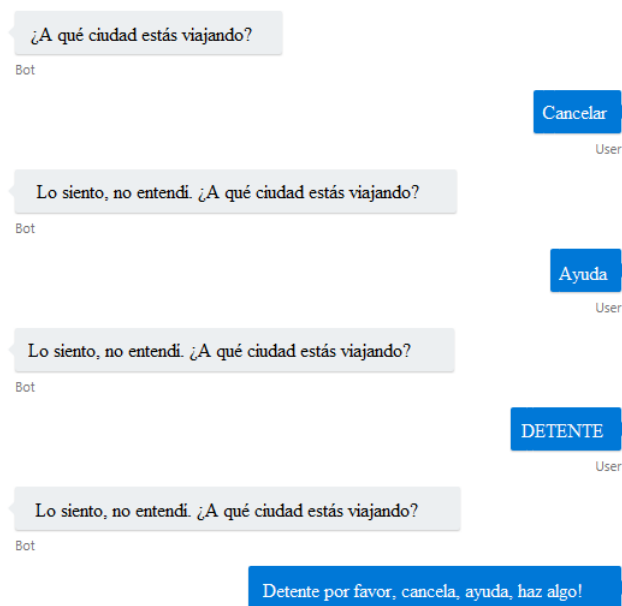 ¿A qué ciudad estás viajando?
Bot
Cancelar
User
Lo siento, no entendí. ¿A qué ciudad estás viajando?
Bot
Ayuda
User
Lo siento, no entendí. ¿A qué ciudad estás viajando?
Bot
DETENTE
User
Lo siento, no entendí. ¿A qué ciudad estás viajando?
Bot
Detente por favor, cancela, ayuda, haz algo!